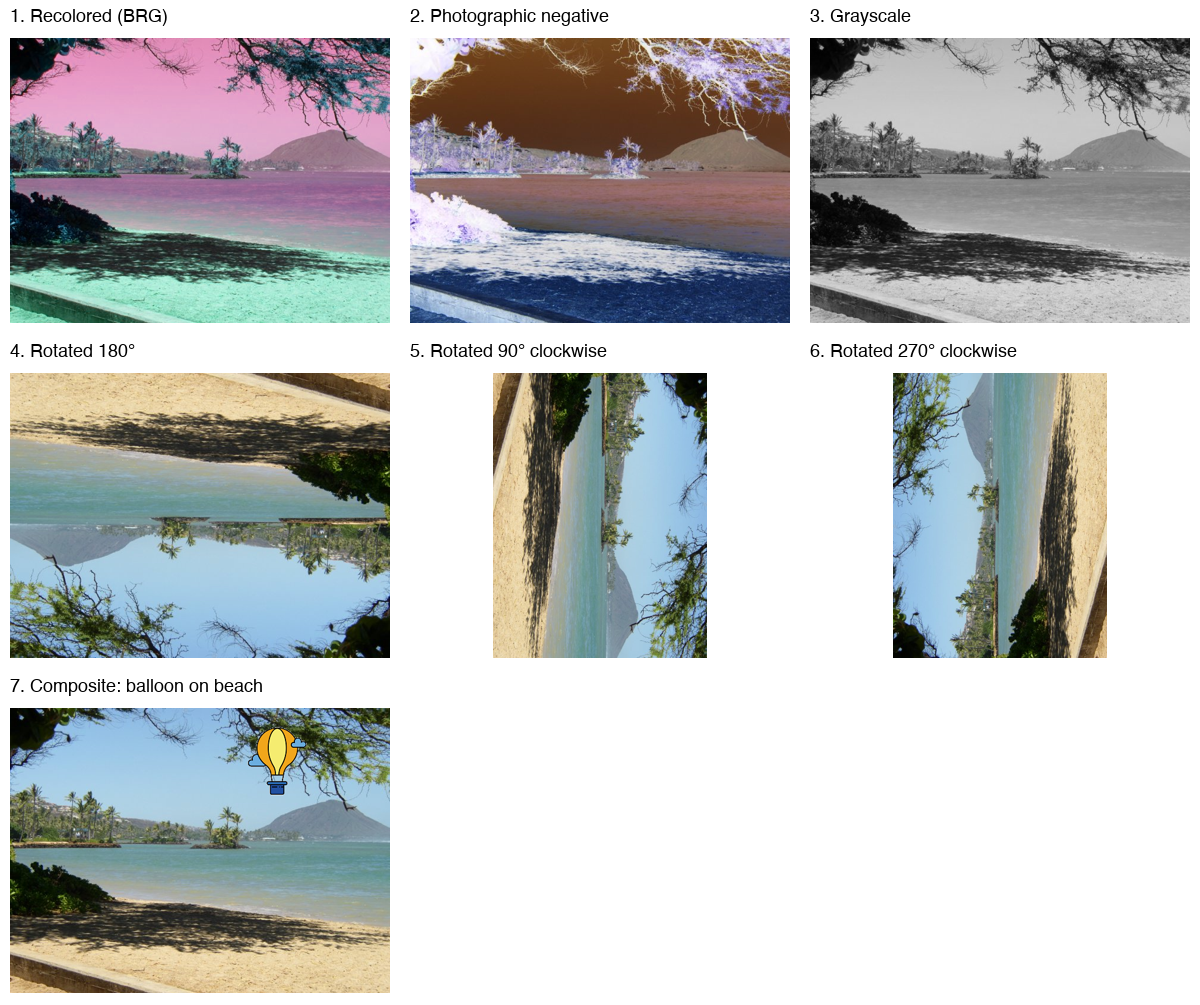 1. Recolored (BRG)
2. Photographic negative
3. Grayscale
4. Rotated 180°
5. Rotated 90° clockwise
6. Rotated 270° clockwise
7. Composite: balloon on beach